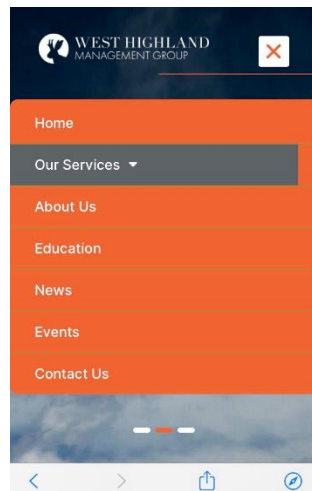 WEST HIGHLAND
MANAGEMENT GROUP
Home
Our Services
About Us
Education
News
Events
Contact Us